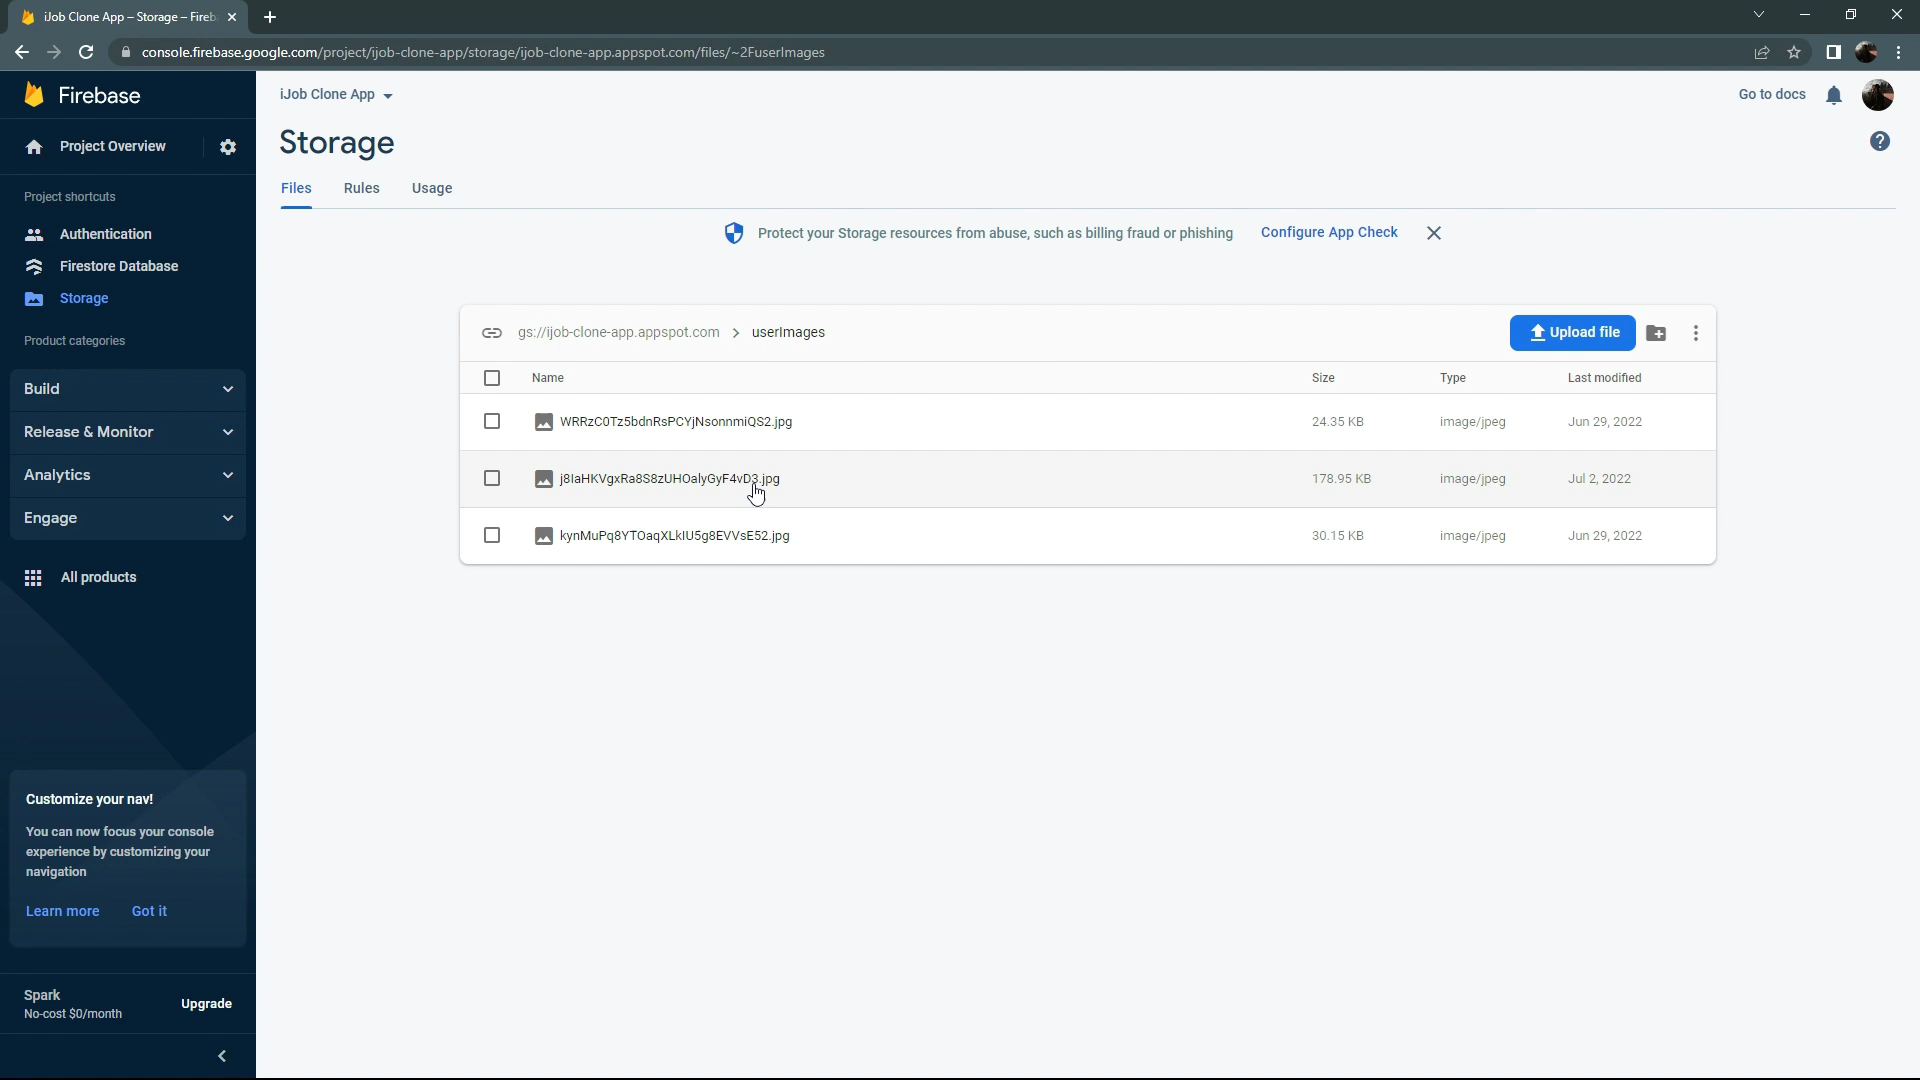 iJob Clone App – Storage – Fireb
console.firebase.google.com/project/ijob-clone-app/storage/ijob-clone-app.appspot.com/files/~2FuserImages
Firebase
iJob Clone App
Go to docs
Project Overview
Storage
Files Rules Usage
Project shortcuts
Authentication
Firestore Database
Storage
Product categories
Build
Release & Monitor
Analytics
Engage
All products
Protect your Storage resources from abuse, such as billing fraud or phishing Configure App Check
gs://ijob-clone-app.appspot.com > userImages
Upload file
Name Size Type Last modified
WRRzC0Tz5bdnRsPCYjNsonnmiQS2.jpg 24.35 KB image/jpeg Jun 29, 2022
j8IaHKVgxRa8S8zUHOalyGyF4vD3.jpg 178.95 KB image/jpeg Jul 2, 2022
kynMuPq8YTOaqXLkIU5g8EVVsE52.jpg 30.15 KB image/jpeg Jun 29, 2022
Customize your nav!
You can now focus your console
experience by customizing your
navigation
Learn more Got it
Spark
No-cost $0/month
Upgrade